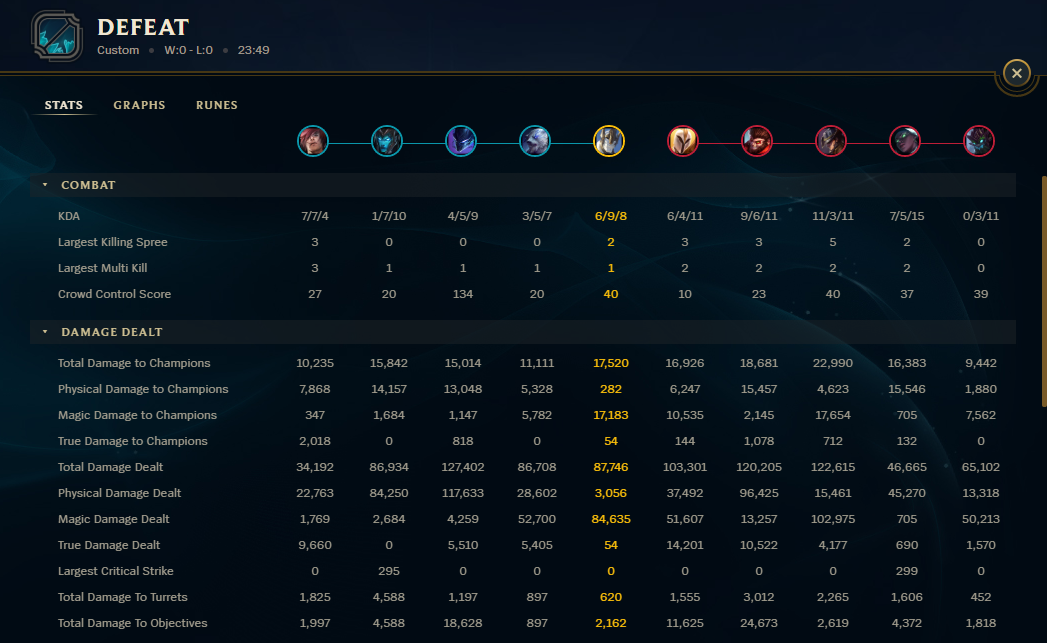 DEFEAT
Custom • W:0 - L:0 • 23:49
STATS GRAPHS RUNES
COMBAT
KDA 7/7/4 1/7/10 4/5/9 3/5/7 6/9/8 6/4/11 9/6/11 11/3/11 7/5/15 0/3/11
Largest Killing Spree 3 0 0 0 2 3 3 5 2 0
Largest Multi Kill 3 1 1 1 1 2 2 2 2 0
Crowd Control Score 27 20 134 20 40 10 23 40 37 39
DAMAGE DEALT
Total Damage to Champions 10,235 15,842 15,014 11,111 17,520 16,926 18,681 22,990 16,383 9,442
Physical Damage to Champions 7,868 14,157 13,048 5,328 282 6,247 15,457 4,623 15,546 1,880
Magic Damage to Champions 347 1,684 1,147 5,782 17,183 10,535 2,145 17,654 705 7,562
True Damage to Champions 2,018 0 818 0 54 144 1,078 712 132 0
Total Damage Dealt 34,192 86,934 127,402 86,708 87,746 103,301 120,205 122,615 46,665 65,102
Physical Damage Dealt 22,763 84,250 117,633 28,602 3,056 37,492 96,425 15,461 45,270 13,318
Magic Damage Dealt 1,769 2,684 4,259 52,700 84,635 51,607 13,257 102,975 705 50,213
True Damage Dealt 9,660 0 5,510 5,405 54 14,201 10,522 4,177 690 1,570
Largest Critical Strike 0 295 0 0 0 0 0 0 299 0
Total Damage To Turrets 1,825 4,588 1,197 897 620 1,555 3,012 2,265 1,606 452
Total Damage To Objectives 1,997 4,588 18,628 897 2,162 11,625 24,673 2,619 4,372 1,818